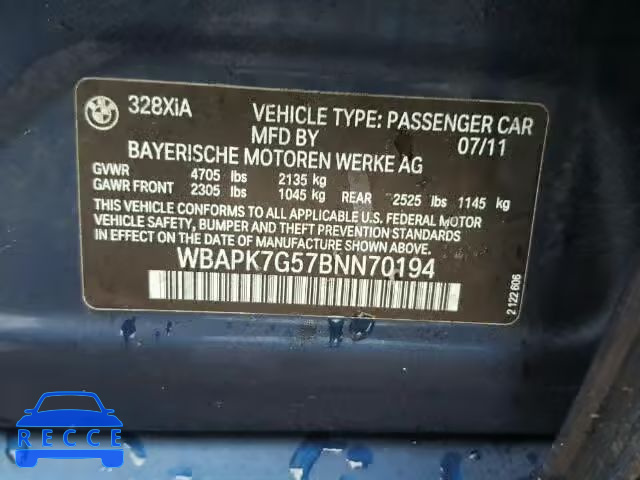 BMW
328XiA VEHICLE TYPE: PASSENGER CAR
MFD BY 07/11
BAYERISCHE MOTOREN WERKE AG
GVWR 4705 lbs 2135 kg
GAWR FRONT 2305 lbs 1045 kg REAR 2525 lbs 1145 kg
THIS VEHICLE CONFORMS TO ALL APPLICABLE U.S. FEDERAL MOTOR
VEHICLE SAFETY, BUMPER AND THEFT PREVENTION STANDARDS
IN EFFECT ON THE DATE OF MANUFACTURE SHOWN ABOVE.
WBAPK7G57BNN70194
2 122 606
RECCE